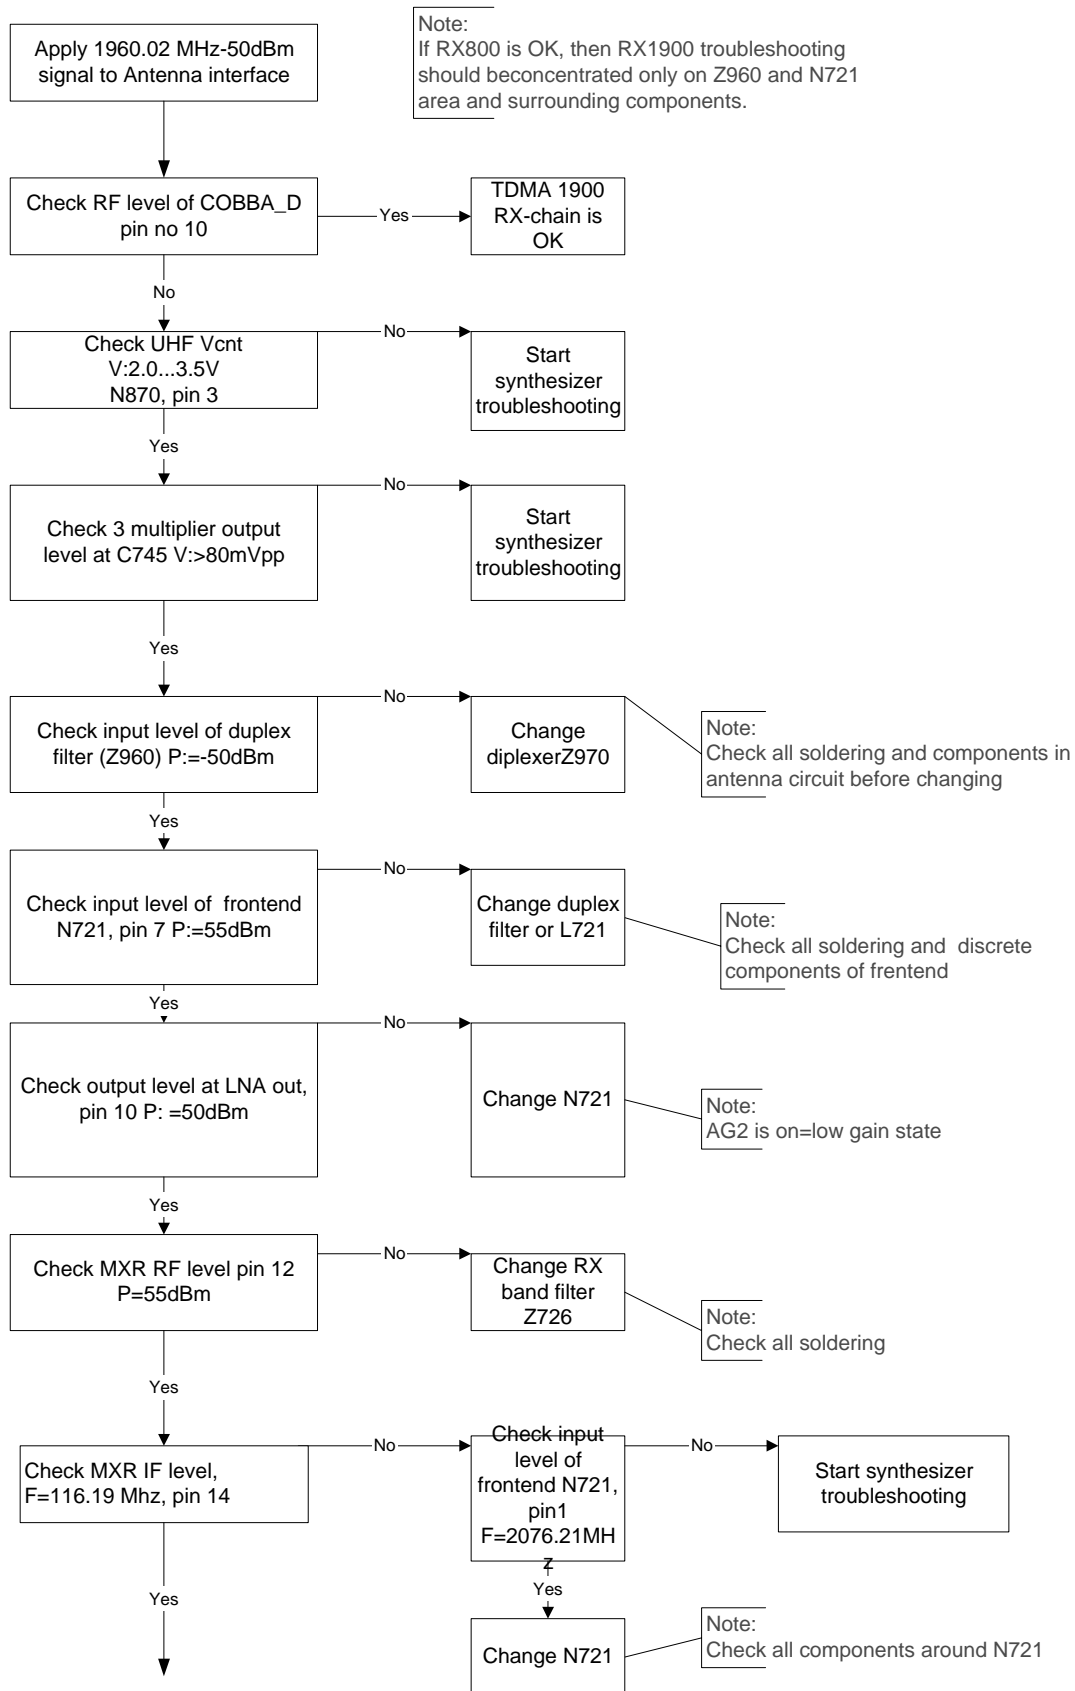 Apply 1960.02 MHz-50dBm
signal to Antenna interface
Note:
If RX800 is OK, then RX1900 troubleshooting
should beconcentrated only on Z960 and N721
area and surrounding components.
Check RF level of COBBA_D
pin no 10
Yes
TDMA 1900
RX-chain is
OK
No
Check UHF Vcnt
V:2.0...3.5V
N870, pin 3
No
Start
synthesizer
troubleshooting
Yes
Check 3 multiplier output
level at C745 V:>80mVpp
No
Start
synthesizer
troubleshooting
Yes
Check input level of duplex
filter (Z960) P:=-50dBm
No
Change
diplexerZ970
Note:
Check all soldering and components in
antenna circuit before changing
Yes
Check input level of  frontend
N721, pin 7 P:=55dBm
No
Change duplex
filter or L721
Note:
Check all soldering and  discrete
components of frentend
Yes
Check output level at LNA out,
pin 10 P: =50dBm
No
Change N721
Note:
AG2 is on=low gain state
Yes
Check MXR RF level pin 12
P=55dBm
No
Change RX
band filter
Z726
Note:
Check all soldering
Yes
Check MXR IF level,
F=116.19 Mhz, pin 14
No
Check input
level of
frontend N721,
pin1
F=2076.21MH
z
No
Start synthesizer
troubleshooting
Yes
Yes
Change N721
Note:
Check all components around N721